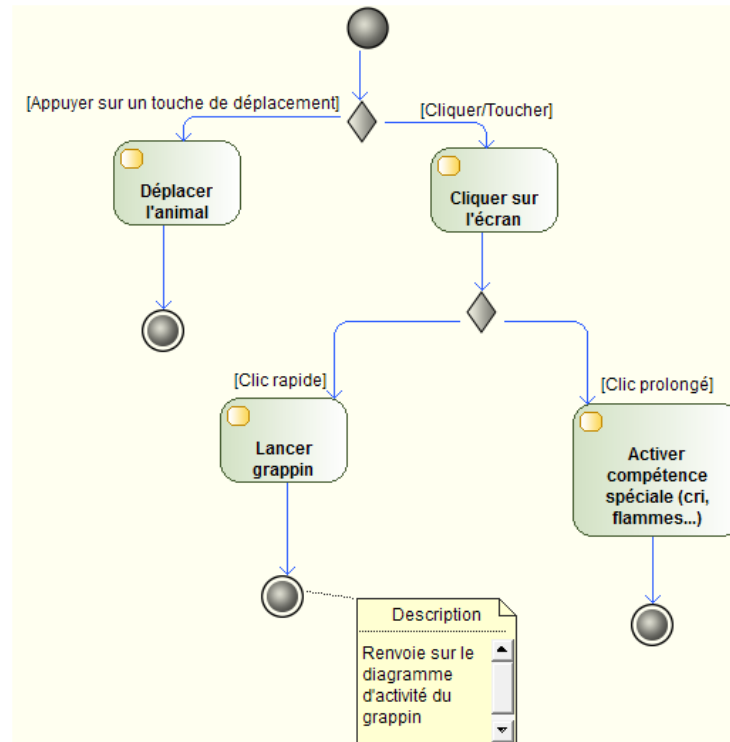 [Appuyer sur un touche de déplacement]
[Cliquer/Toucher]
Déplacer
l'animal
Cliquer sur
l'écran
[Clic rapide]
[Clic prolongé]
Lancer
grappin
Activer
compétence
spéciale (cri,
flammes...)
Description
Renvoie sur le
diagramme
d'activité du
grappin